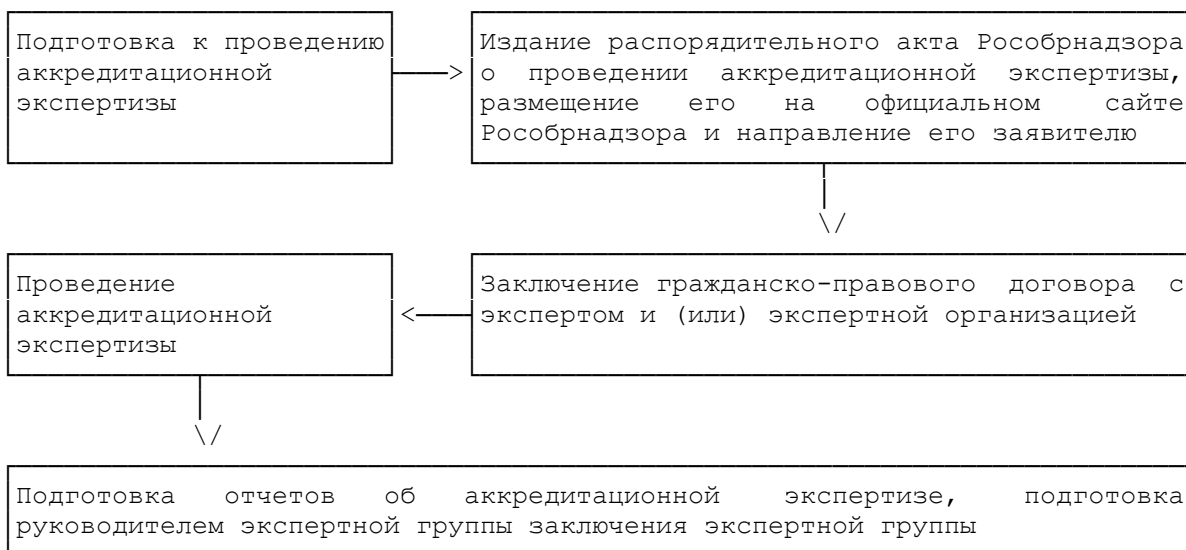 Подготовка к проведению
аккредитационной
экспертизы
Издание распорядительного акта Рособрнадзора
о проведении аккредитационной экспертизы,
размещение его на официальном сайте
Рособрнадзора и направление его заявителю
Проведение
аккредитационной
экспертизы
Заключение гражданско-правового договора с
экспертом и (или) экспертной организацией
Подготовка отчетов об аккредитационной экспертизе, подготовка
руководителем экспертной группы заключения экспертной группы